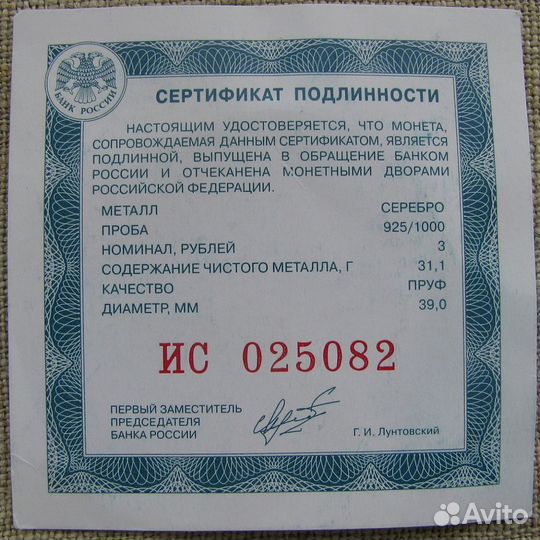 БАНК РОССИИ
СЕРТИФИКАТ ПОДЛИННОСТИ
НАСТОЯЩИМ УДОСТОВЕРЯЕТСЯ, ЧТО МОНЕТА,
СОПРОВОЖДАЕМАЯ ДАННЫМ СЕРТИФИКАТОМ, ЯВЛЯЕТСЯ
ПОДЛИННОЙ, ВЫПУЩЕНА В ОБРАЩЕНИЕ БАНКОМ
РОССИИ И ОТЧЕКАНЕНА МОНЕТНЫМИ ДВОРАМИ
РОССИЙСКОЙ ФЕДЕРАЦИИ.
МЕТАЛЛ СЕРЕБРО
ПРОБА 925/1000
НОМИНАЛ, РУБЛЕЙ 3
СОДЕРЖАНИЕ ЧИСТОГО МЕТАЛЛА, Г 31,1
КАЧЕСТВО ПРУФ
ДИАМЕТР, ММ 39,0
ИС 025082
ПЕРВЫЙ ЗАМЕСТИТЕЛЬ
ПРЕДСЕДАТЕЛЯ
БАНКА РОССИИ Г. И. Лунтовский
Avito